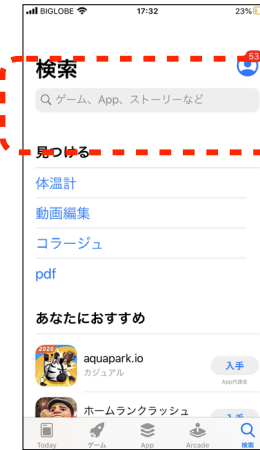 BIGLOBE 17:32 23%
53
検索
ゲーム、App、ストーリーなど
見つける
体温計
動画編集
コラージュ
pdf
あなたにおすすめ
2020
aquapark.io
カジュアル
入手
App内課金
ホームランクラッシュ
入手
Today ゲーム App Arcade 検索